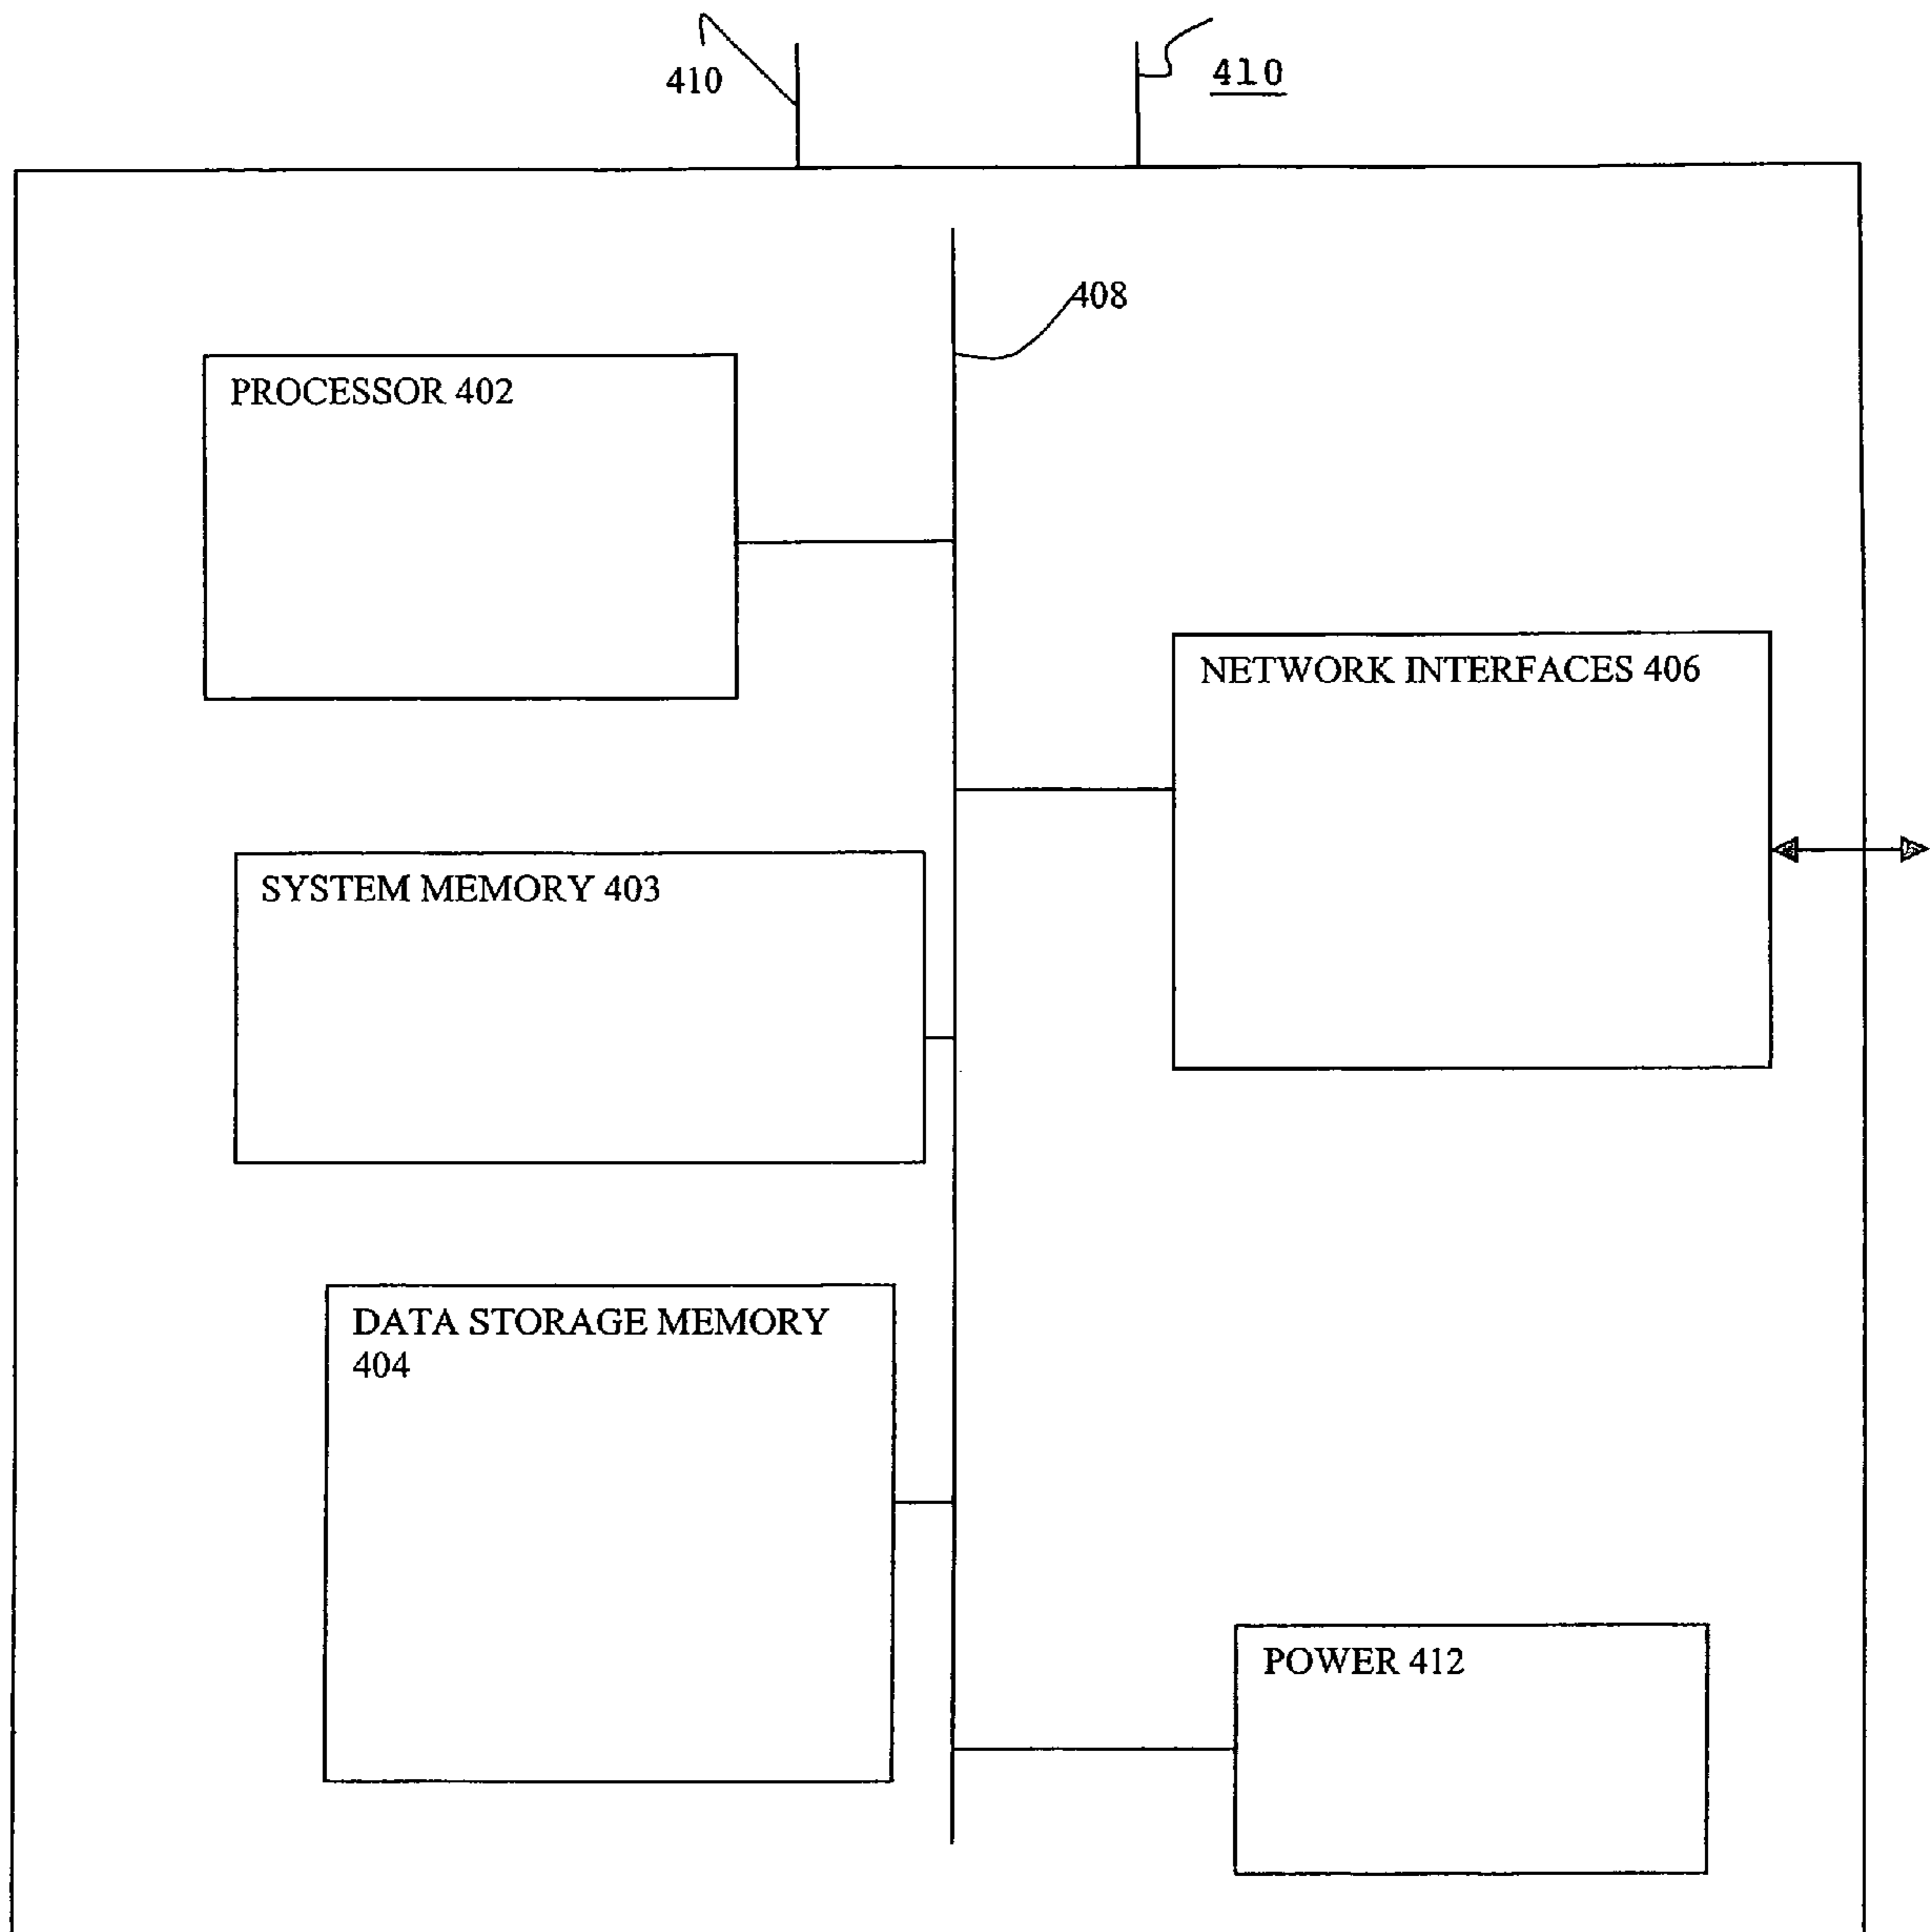 410
410
408
PROCESSOR 402
NETWORK INTERFACES 406
SYSTEM MEMORY 403
DATA STORAGE MEMORY
404
POWER 412